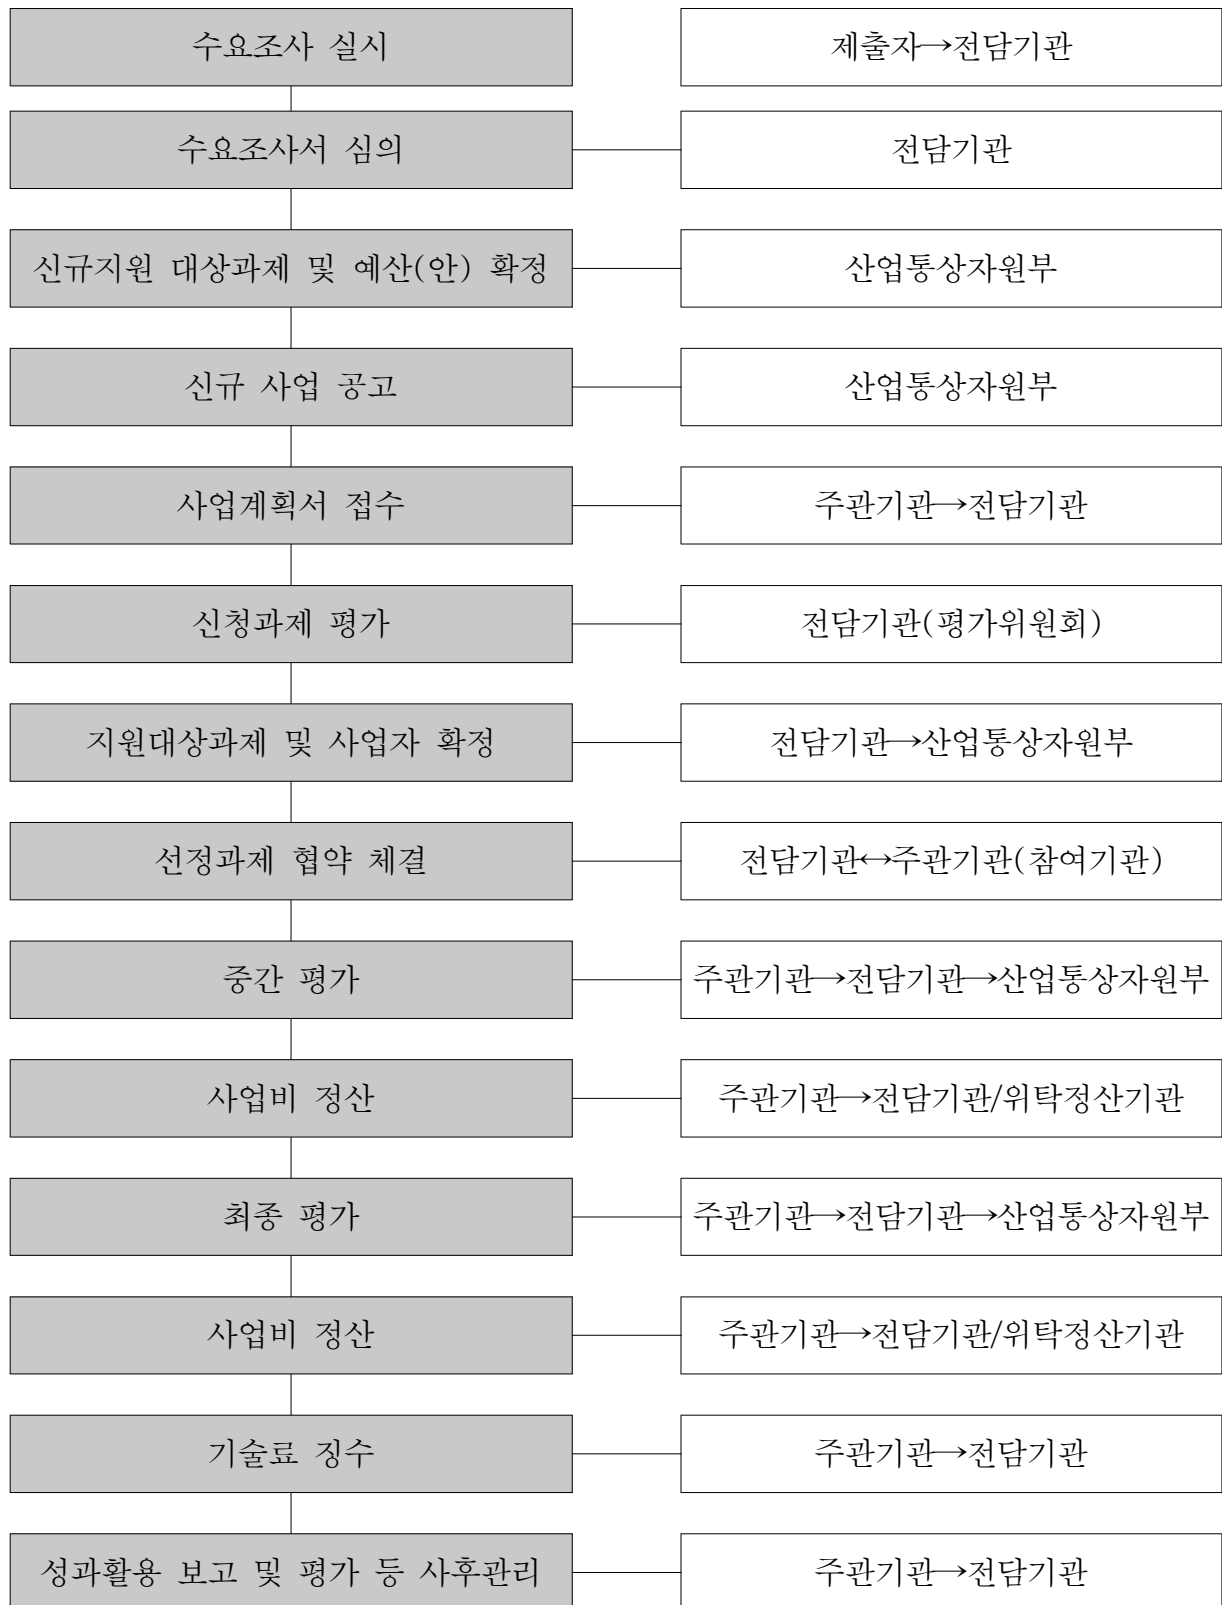 수요조사 실시
제출자→전담기관
수요조사서 심의
전담기관
신규지원 대상과제 및 예산(안) 확정
산업통상자원부
신규 사업 공고
산업통상자원부
사업계획서 접수
주관기관→전담기관
신청과제 평가
전담기관(평가위원회)
지원대상과제 및 사업자 확정
전담기관→산업통상자원부
선정과제 협약 체결
전담기관↔주관기관(참여기관)
중간 평가
주관기관→전담기관→산업통상자원부
사업비 정산
주관기관→전담기관/위탁정산기관
최종 평가
주관기관→전담기관→산업통상자원부
사업비 정산
주관기관→전담기관/위탁정산기관
기술료 징수
주관기관→전담기관
성과활용 보고 및 평가 등 사후관리
주관기관→전담기관